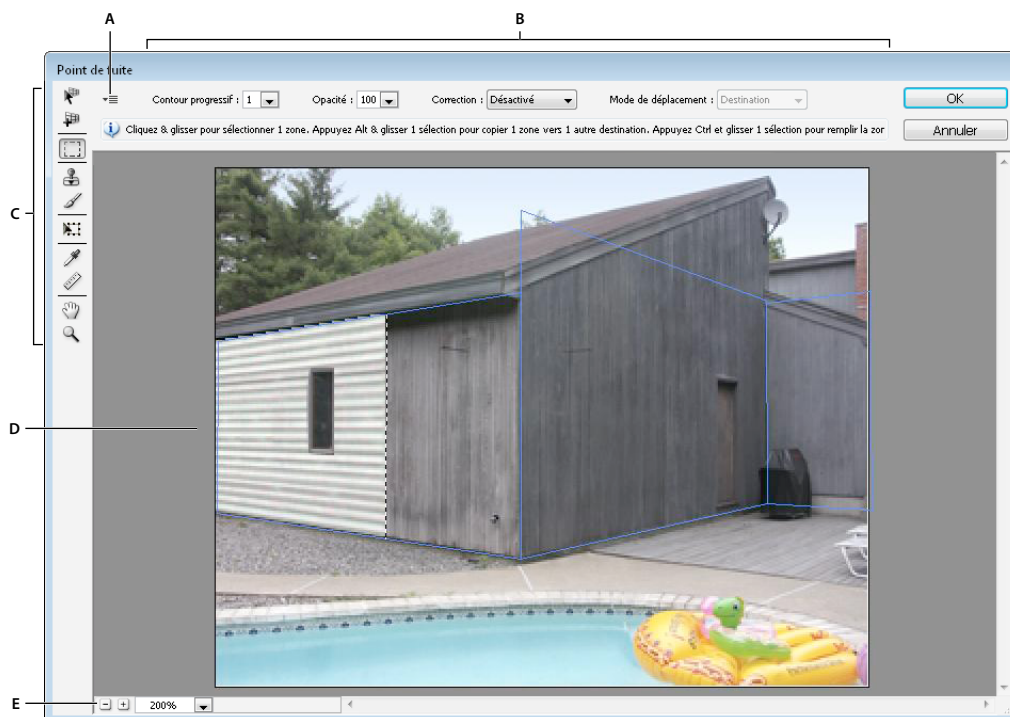 A
B
Point de fuite
Contour progressif : 1
Opacité : 100
Correction : Désactivé
Mode de déplacement : Destination
OK
Cliquez & glisser pour sélectionner 1 zone. Appuyez Alt & glisser 1 sélection pour copier 1 zone vers 1 autre destination. Appuyez Ctrl et glisser 1 sélection pour remplir la zor
Annuler
C
D
E
200%